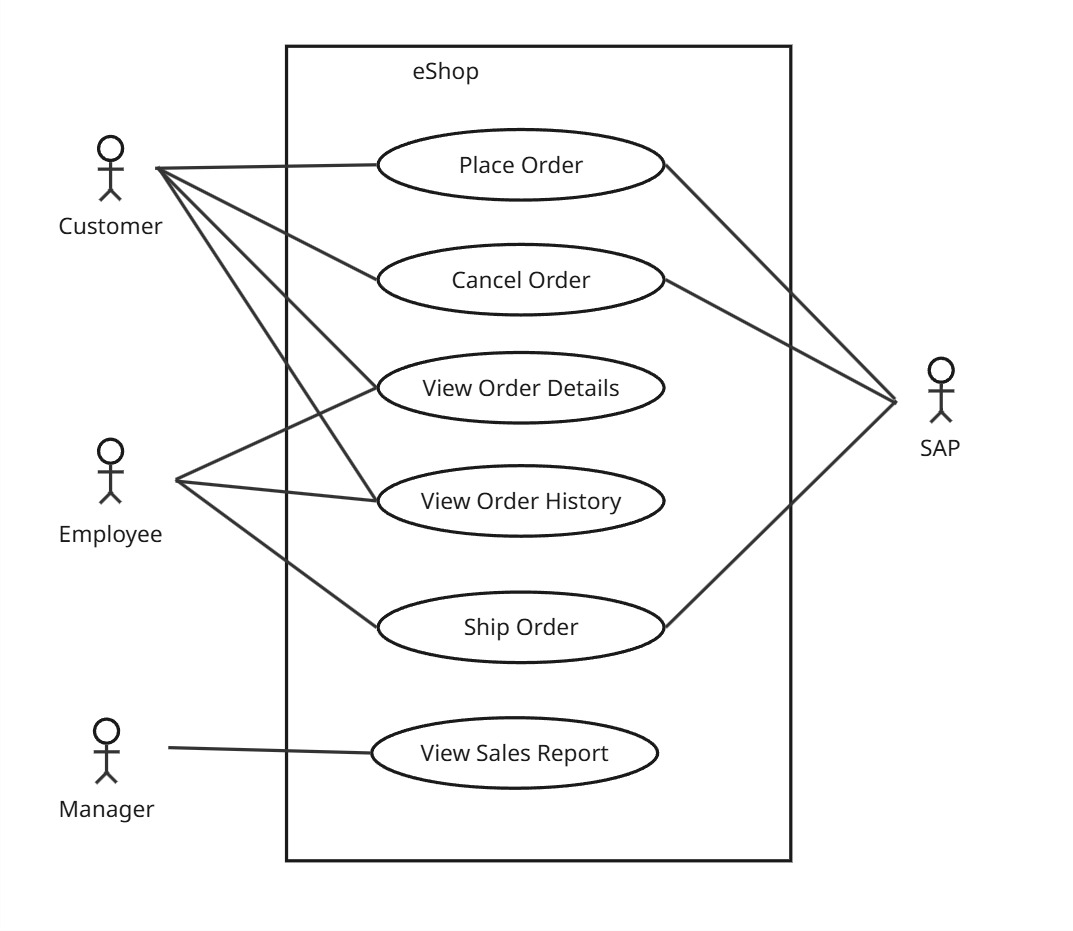 eShop
Place Order
Customer
Cancel Order
View Order Details
SAP
View Order History
Employee
Ship Order
View Sales Report
Manager